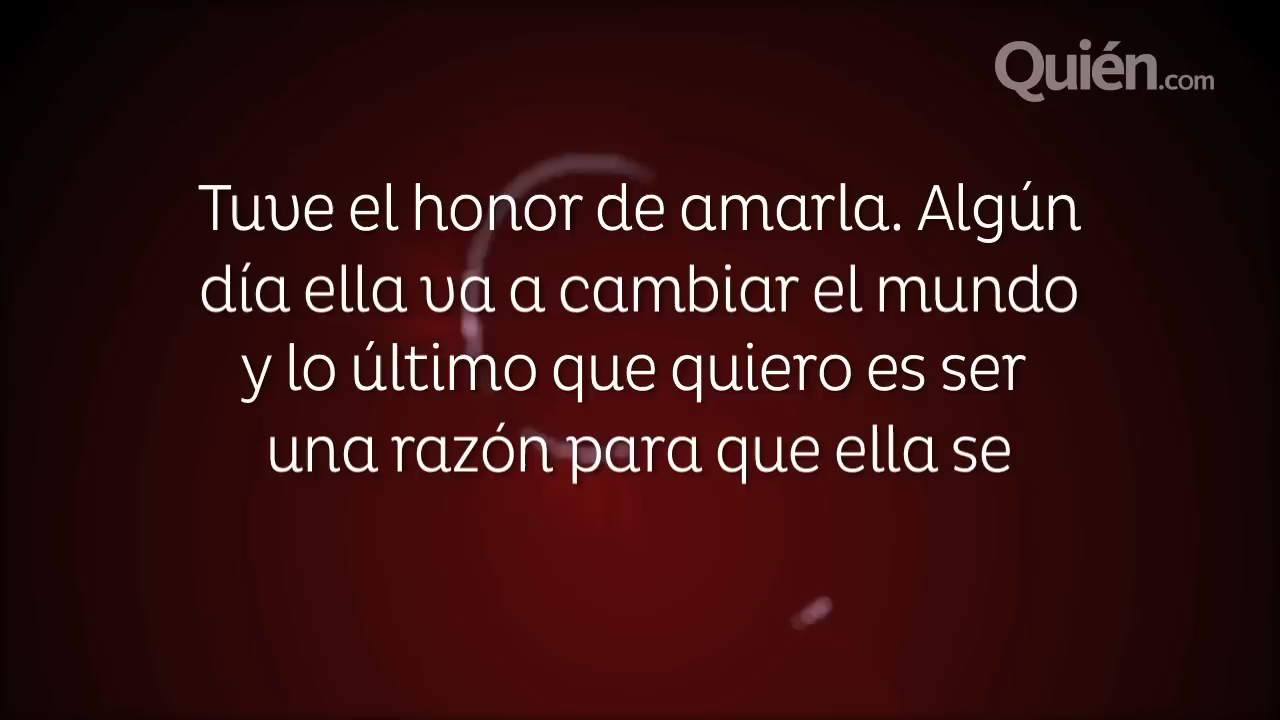 Quién.com
Tuve el honor de amarla. Algún
día ella va a cambiar el mundo
y lo último que quiero es ser
una razón para que ella se